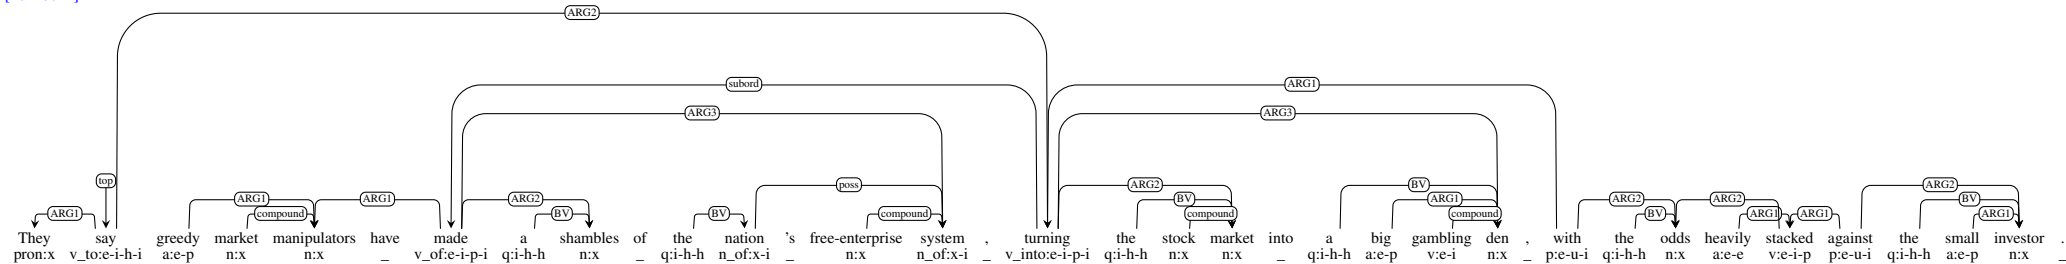 ARG2
subord ARG1
ARG3 ARG3
top poss ARG2 BV ARG2
ARG1 ARG1 ARG2 BV ARG1 ARG2 ARG2 BV
ARG1 compound BV BV compound compound compound BV ARG1 ARG1 ARG1
They say greedy market manipulators have made a shambles of the nation 's free-enterprise system , turning the stock market into a big gambling den , with the odds heavily stacked against the small investor .
pron:x v_to:e-i-h-i a:e-p n:x n:x _ v_of:e-i-p-i q:i-h-h n:x _ q:i-h-h n_of:x-i _ n:x n_of:x-i _ v_into:e-i-p-i q:i-h-h n:x n:x _ q:i-h-h a:e-p v:e-i n:x _ p:e-u-i q:i-h-h n:x a:e-e v:e-i-p p:e-u-i q:i-h-h a:e-p n:x _